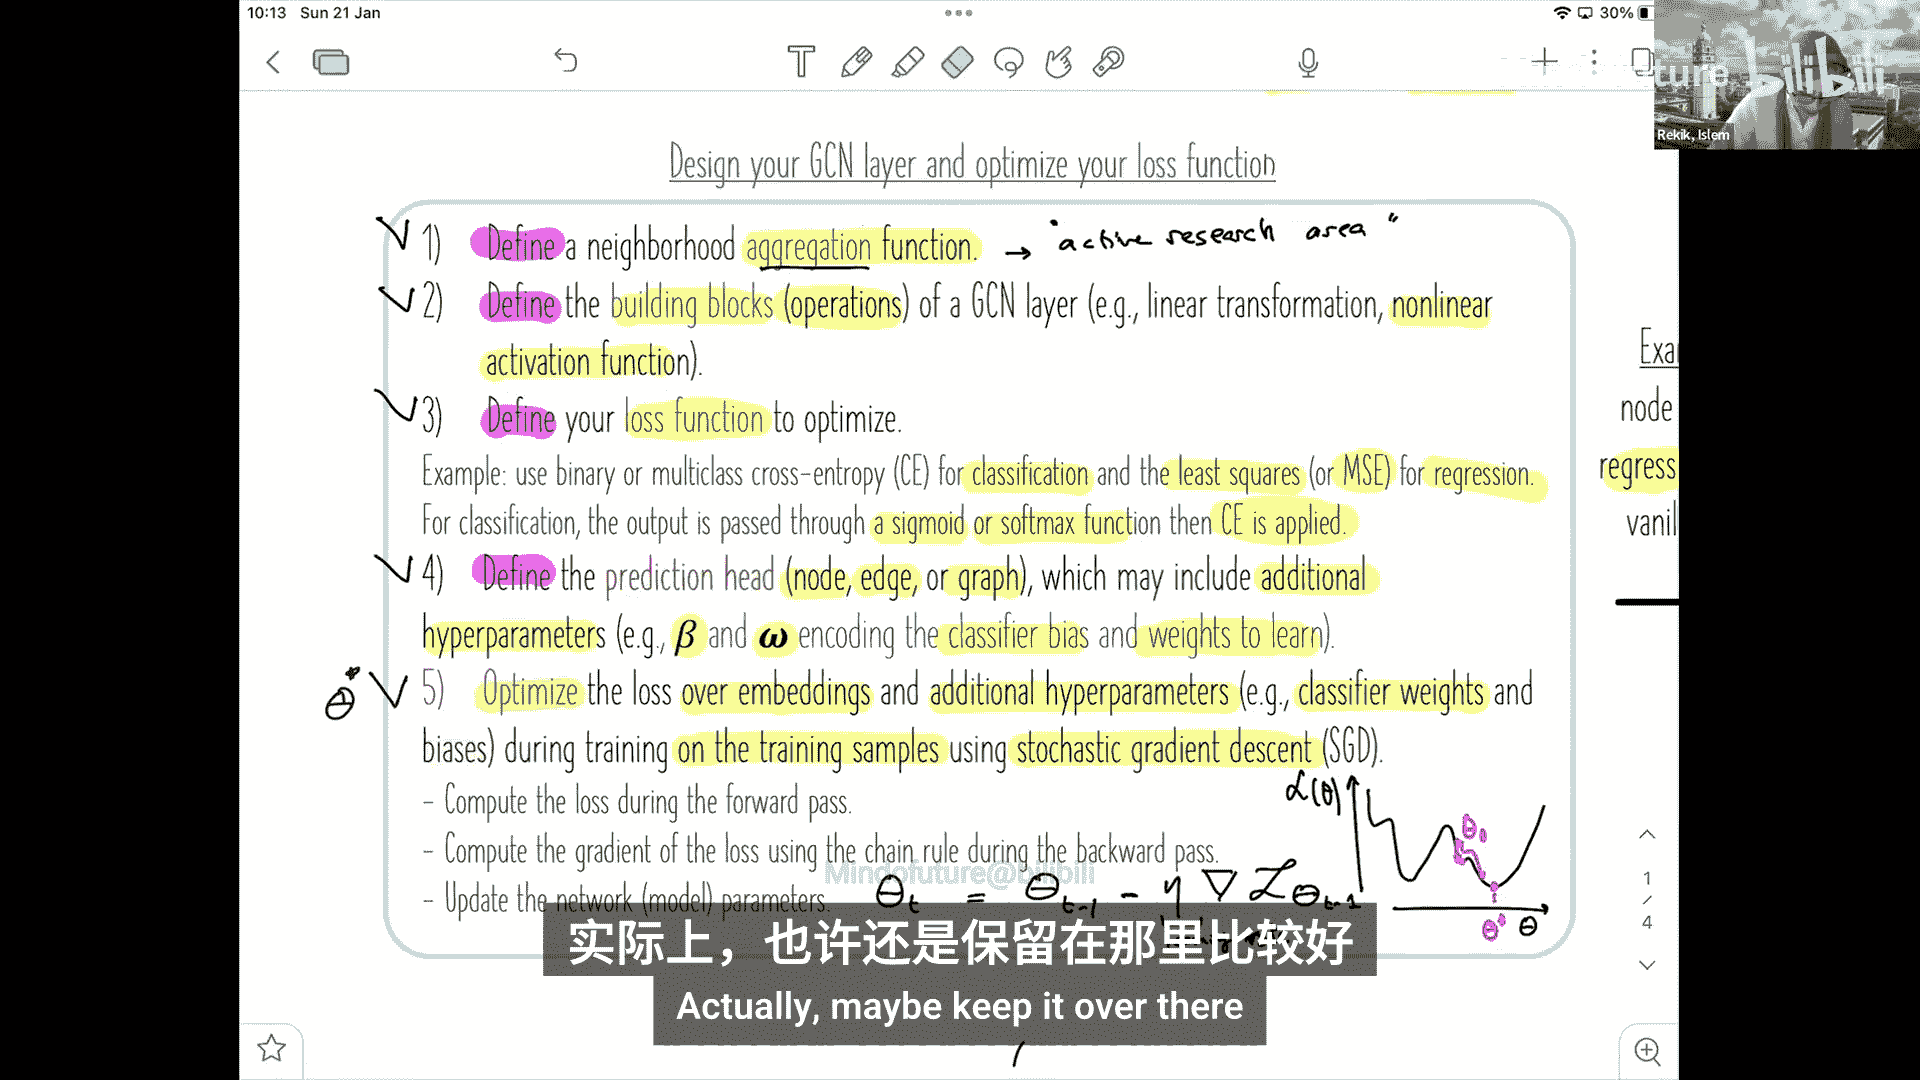 10:13 Sun 21 Jan
30%
ture bilibili
Rekik, Islem
Design your GCN layer and optimize your loss function
1) Define a neighborhood aggregation function. → "active research area"
2) Define the building blocks (operations) of a GCN layer (e.g., linear transformation, nonlinear
activation function).
3) Define your loss function to optimize.
Example: use binary or multiclass cross-entropy (CE) for classification and the least squares (or MSE) for regression.
For classification, the output is passed through a sigmoid or softmax function then CE is applied.
4) Define the prediction head (node, edge, or graph), which may include additional
hyperparameters (e.g., β and ω encoding the classifier bias and weights to learn).
θ* 5) Optimize the loss over embeddings and additional hyperparameters (e.g., classifier weights and
biases) during training on the training samples using stochastic gradient descent (SGD).
- Compute the loss during the forward pass.
- Compute the gradient of the loss using the chain rule during the backward pass.
- Update the network (model) parameters.
θt = θt-1 - η ∇ ℒθt-1
ℒ(θ)
θ* θ
Mindofuture@bilibili
Exa
node
regress
vanil
1
/
4
实际上，也许还是保留在那里比较好
Actually, maybe keep it over there